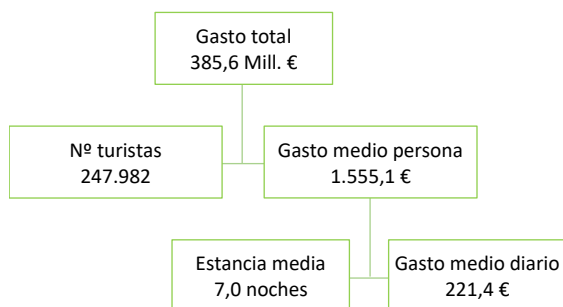 Gasto total
385,6 Mill. €
Nº turistas
247.982
Gasto medio persona
1.555,1 €
Estancia media
7,0 noches
Gasto medio diario
221,4 €